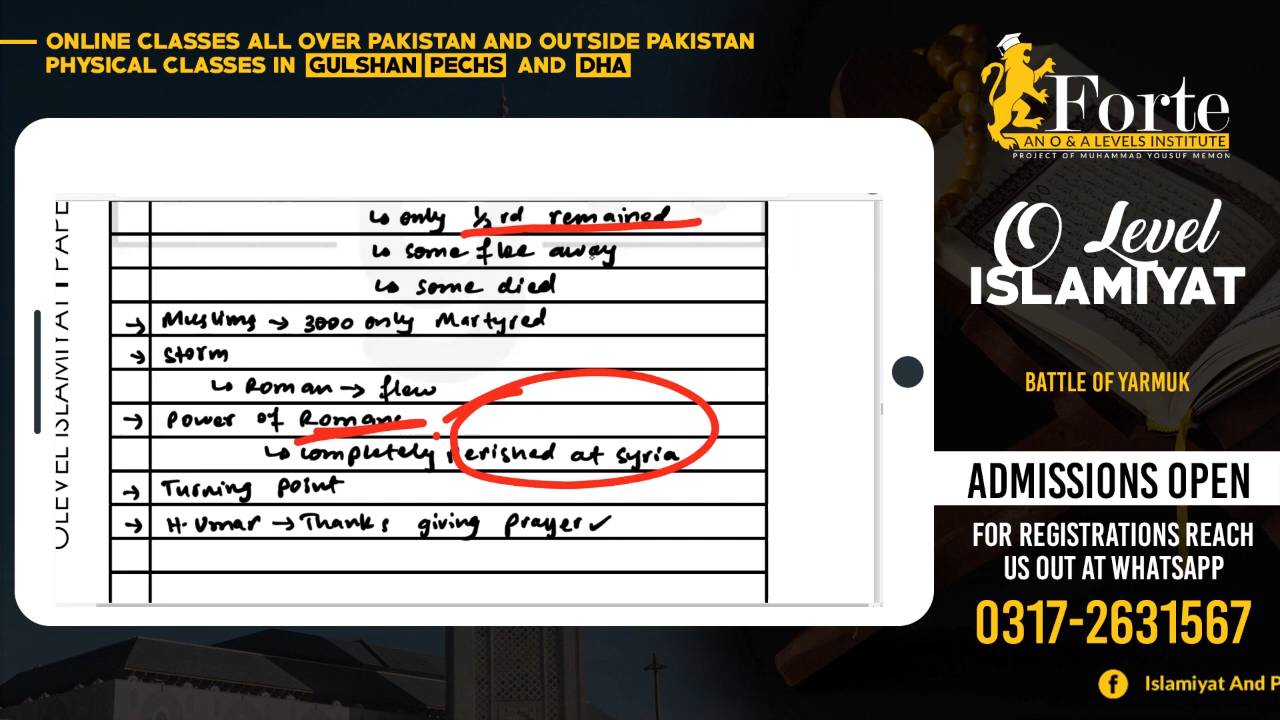 ONLINE CLASSES ALL OVER PAKISTAN AND OUTSIDE PAKISTAN
PHYSICAL CLASSES IN GULSHAN PECHS AND DHA
Forte
AN O & A LEVELS INSTITUTE
PROJECT OF MUHAMMAD YOUSUF MEMON
O Level
ISLAMIYAT
BATTLE OF YARMUK
ADMISSIONS OPEN
FOR REGISTRATIONS REACH
US OUT AT WHATSAPP
0317-2631567
Islamiyat And P
OLEVEL ISLAMIYAT PAPE
↳ only ⅓rd remained
↳ some flee away
↳ some died
→ Muslims → 3000 only Martyred
→ Storm
↳ Roman → flew
→ Power of Romans
↳ completely perished at Syria
→ Turning point
→ H. Umar → Thanks giving prayer ✓